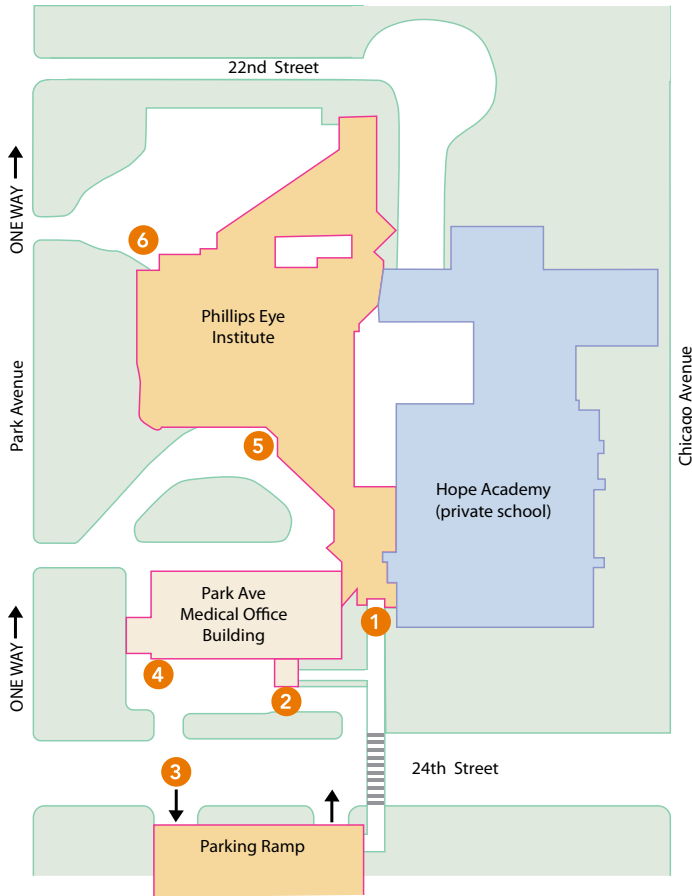 22nd Street
ONE WAY
6
Phillips Eye
Institute
Park Avenue
Chicago Avenue
5
Hope Academy
(private school)
Park Ave
Medical Office
Building
1
ONE WAY
4
2
3
24th Street
Parking Ramp